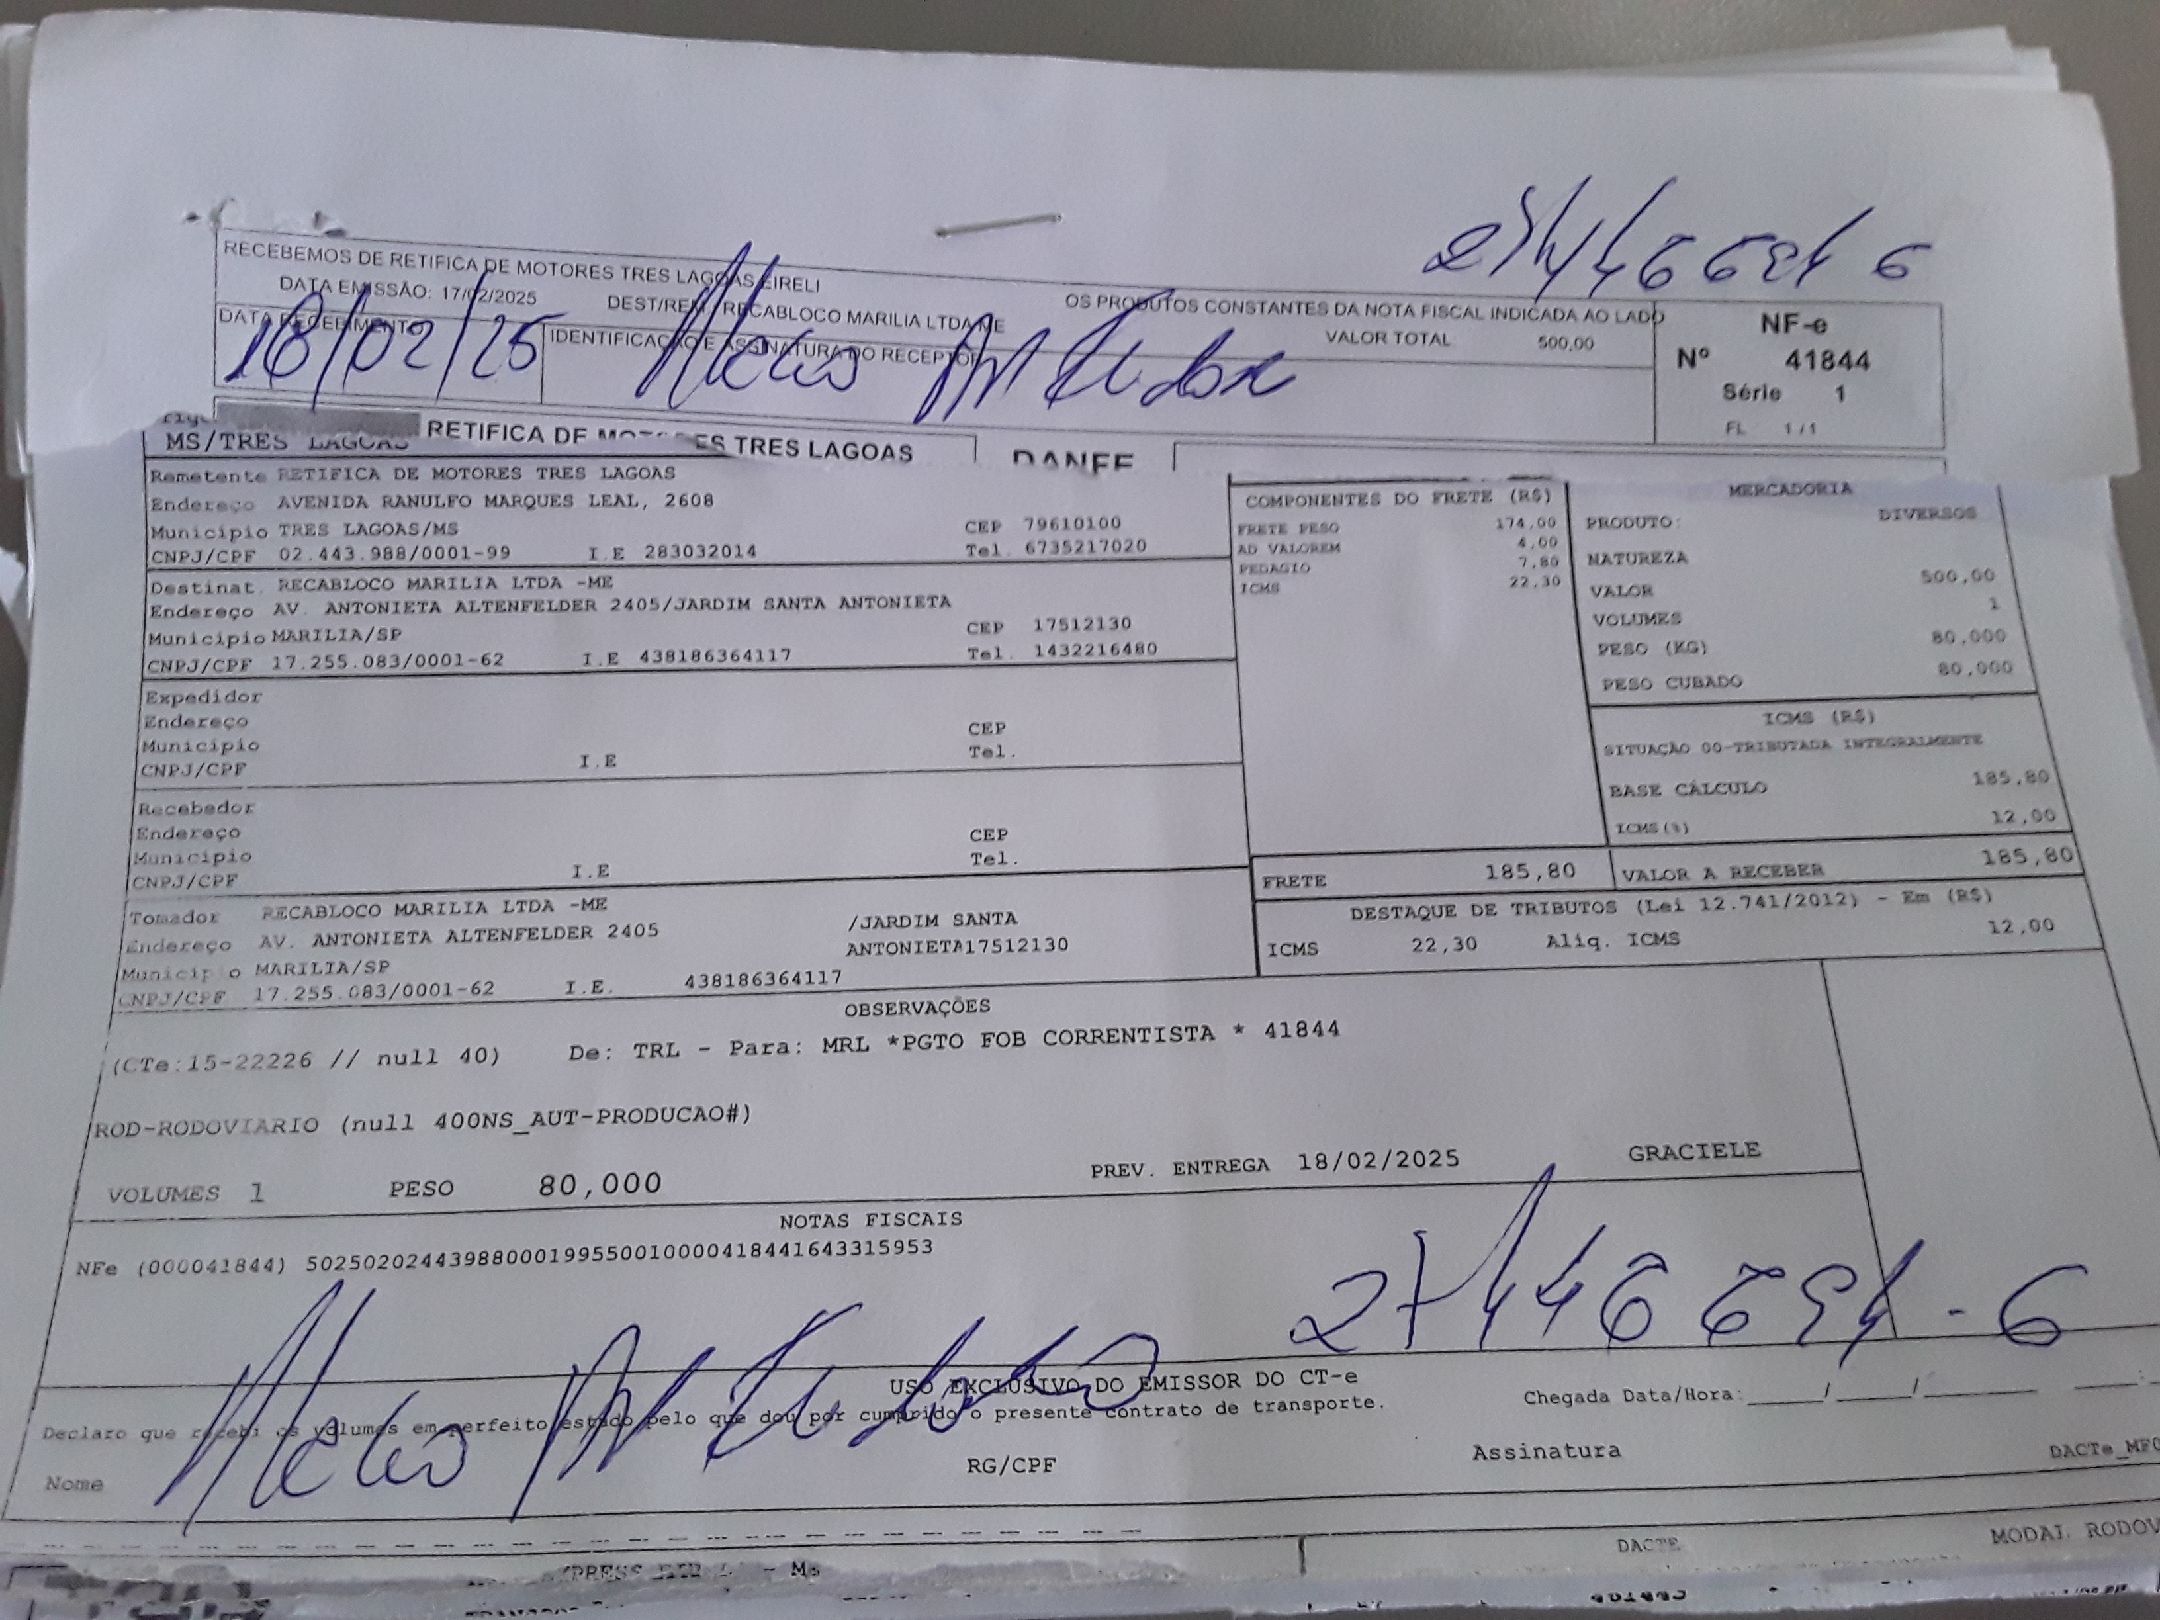 RECEBEMOS DE RETIFICA DE MOTORES TRES LAGOAS EIRELI
OS PRODUTOS CONSTANTES DA NOTA FISCAL INDICADA AO LADO
DATA EMISSÃO: 17/02/2025 DEST/REM: RECABLOCO MARILIA LTDA-ME VALOR TOTAL 500,00
DATA RECEBIMENTO IDENTIFICAÇÃO E ASSINATURA DO RECEPTOR
18/02/25
NF-e
Nº 41844
Série 1
FL 1/1
MS/TRES LAGOAS RETIFICA DE MOTORES TRES LAGOAS DANFE
Remetente RETIFICA DE MOTORES TRES LAGOAS
Endereço AVENIDA RANULFO MARQUES LEAL, 2608
Município TRES LAGOAS/MS CEP 79610100
CNPJ/CPF 02.443.988/0001-99 I.E 283032014 Tel. 6735217020
Destinat. RECABLOCO MARILIA LTDA -ME
Endereço AV. ANTONIETA ALTENFELDER 2405/JARDIM SANTA ANTONIETA
Município MARILIA/SP CEP 17512130
CNPJ/CPF 17.255.083/0001-62 I.E 438186364117 Tel. 1432216480
Expedidor
Endereço CEP
Município Tel.
CNPJ/CPF I.E
Recebedor
Endereço CEP
Município Tel.
CNPJ/CPF I.E
Tomador RECABLOCO MARILIA LTDA -ME
Endereço AV. ANTONIETA ALTENFELDER 2405 /JARDIM SANTA
ANTONIETA17512130
Município MARILIA/SP
CNPJ/CPF 17.255.083/0001-62 I.E. 438186364117
COMPONENTES DO FRETE (R$)
FRETE PESO 174,00
AD VALOREM 4,00
PEDAGIO 7,80
ICMS 22,30
MERCADORIA
PRODUTO: DIVERSOS
NATUREZA
VALOR 500,00
VOLUMES 1
PESO (KG) 80,000
PESO CUBADO 80,000
ICMS (R$)
SITUAÇÃO 00-TRIBUTADA INTEGRALMENTE
BASE CÁLCULO 185,80
ICMS(%) 12,00
FRETE 185,80 VALOR A RECEBER 185,80
DESTAQUE DE TRIBUTOS (Lei 12.741/2012) - Em (R$)
ICMS 22,30 Aliq. ICMS 12,00
OBSERVAÇÕES
(CTe:15-22226 // null 40) De: TRL - Para: MRL *PGTO FOB CORRENTISTA * 41844
ROD-RODOVIARIO (null 400NS_AUT-PRODUCAO#)
VOLUMES 1 PESO 80,000 PREV. ENTREGA 18/02/2025 GRACIELE
NOTAS FISCAIS
NFe (000041844) 50250202443988000199550010000418441643315953
USO EXCLUSIVO DO EMISSOR DO CT-e
Declaro que recebi os volumes em perfeito estado pelo que dou por cumprido o presente contrato de transporte.
Chegada Data/Hora: / /
Nome RG/CPF Assinatura
DACTe_MF
DACTE MODAL RODOV